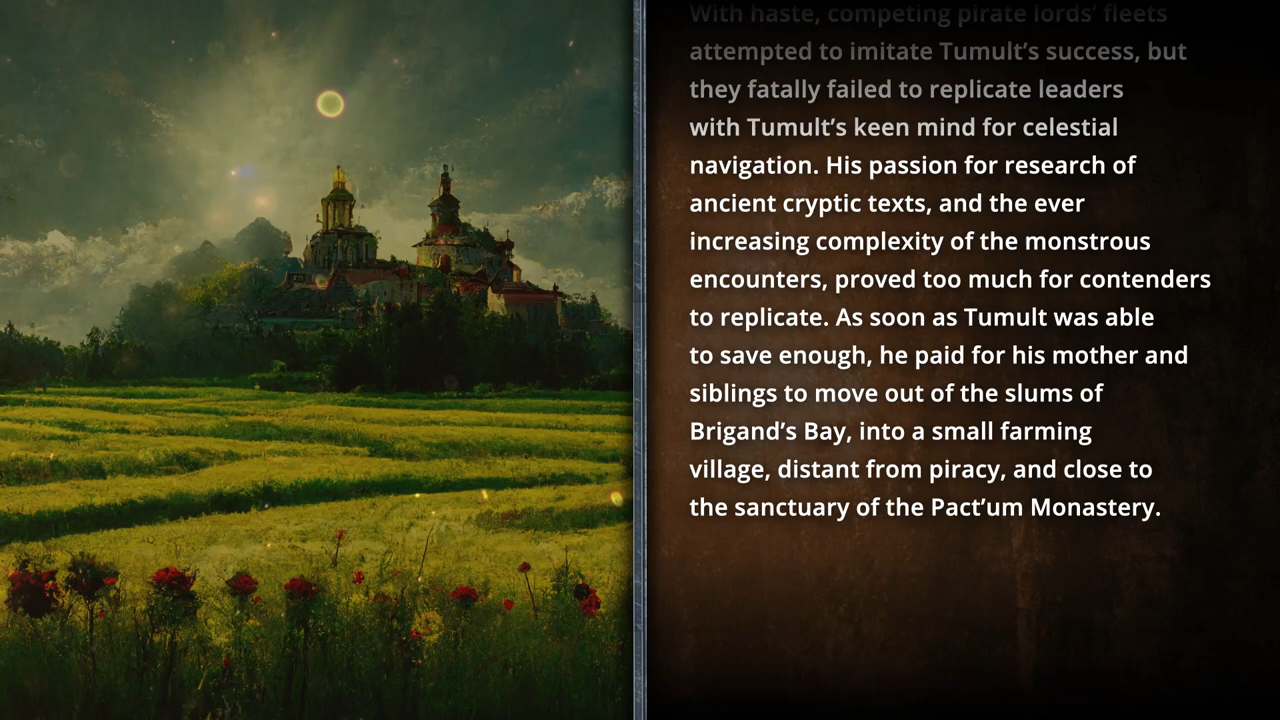 With haste, competing pirate lords’ fleets
attempted to imitate Tumult’s success, but
they fatally failed to replicate leaders
with Tumult’s keen mind for celestial
navigation. His passion for research of
ancient cryptic texts, and the ever
increasing complexity of the monstrous
encounters, proved too much for contenders
to replicate. As soon as Tumult was able
to save enough, he paid for his mother and
siblings to move out of the slums of
Brigand’s Bay, into a small farming
village, distant from piracy, and close to
the sanctuary of the Pact’um Monastery.